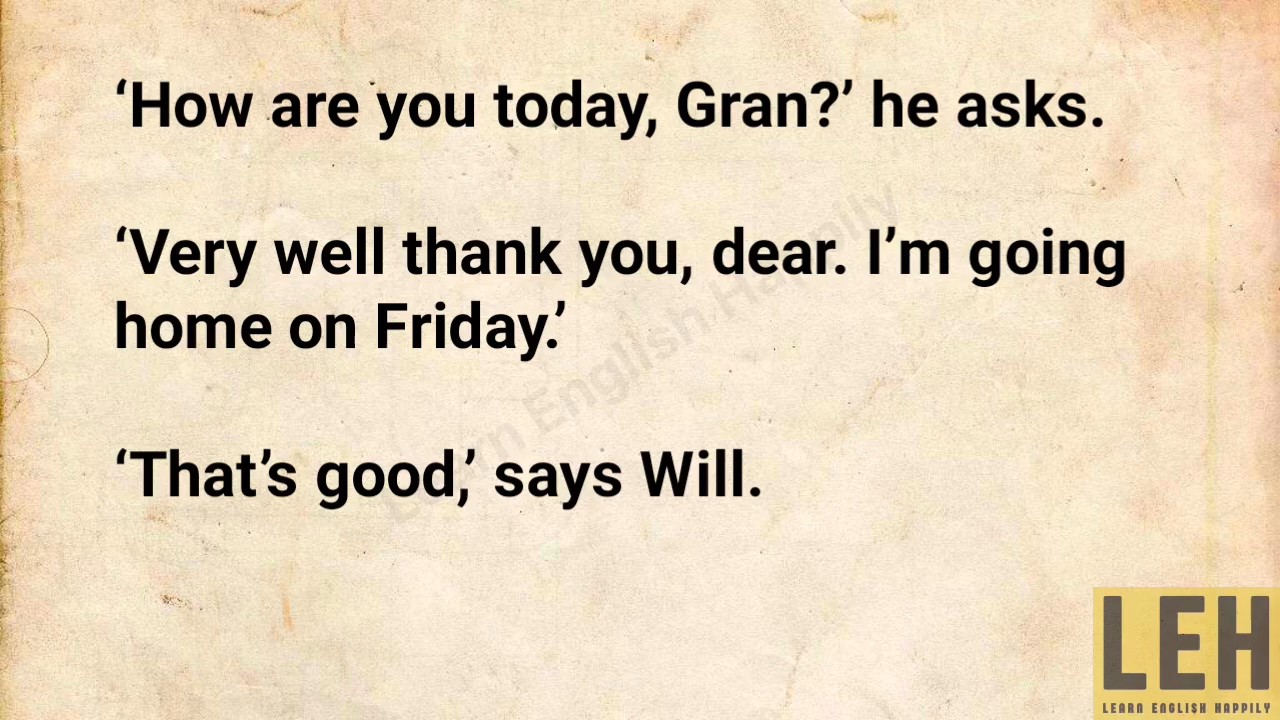 ‘How are you today, Gran?’ he asks.
‘Very well thank you, dear. I’m going
home on Friday.’
‘That’s good,’ says Will.
Learn English Happily
LEH
LEARN ENGLISH HAPPILY